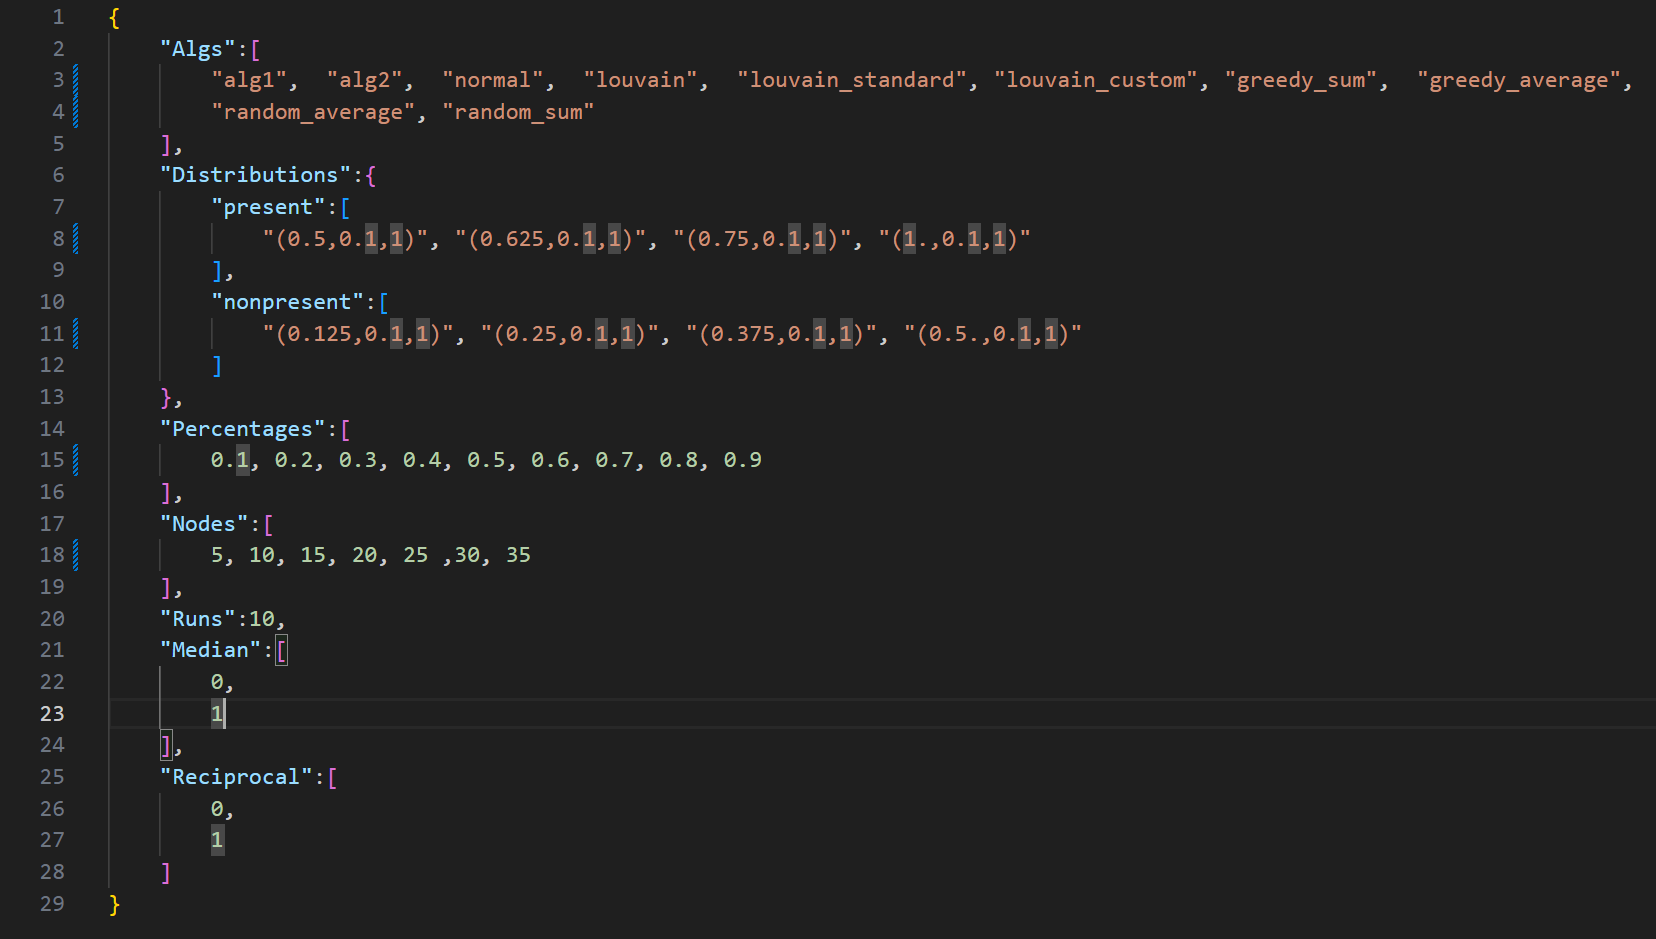 1 {
2 "Algs":[
3 "alg1", "alg2", "normal", "louvain", "louvain_standard", "louvain_custom", "greedy_sum", "greedy_average",
4 "random_average", "random_sum"
5 ],
6 "Distributions":{
7 "present":[
8 "(0.5,0.1,1)", "(0.625,0.1,1)", "(0.75,0.1,1)", "(1.,0.1,1)"
9 ],
10 "nonpresent":[
11 "(0.125,0.1,1)", "(0.25,0.1,1)", "(0.375,0.1,1)", "(0.5.,0.1,1)"
12 ]
13 },
14 "Percentages":[
15 0.1, 0.2, 0.3, 0.4, 0.5, 0.6, 0.7, 0.8, 0.9
16 ],
17 "Nodes":[
18 5, 10, 15, 20, 25 ,30, 35
19 ],
20 "Runs":10,
21 "Median":[
22 0,
23 1
24 ],
25 "Reciprocal":[
26 0,
27 1
28 ]
29 }